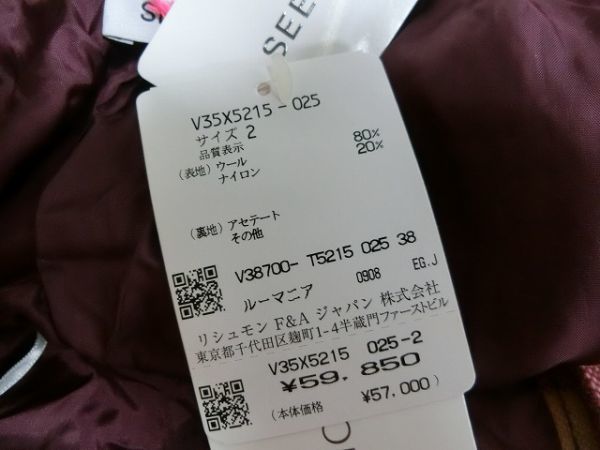 SEE
V35X5215-025
サイズ 2
品質表示
(表地) ウール 80%
ナイロン 20%
(裏地) アセテート
その他
V38700- T5215 025 38
ルーマニア 0908 EG.J
リシュモン F&A ジャパン 株式会社
東京都千代田区麹町1-4半蔵門ファーストビル
V35X5215 025-2
¥59,850
(本体価格 ¥57,000)